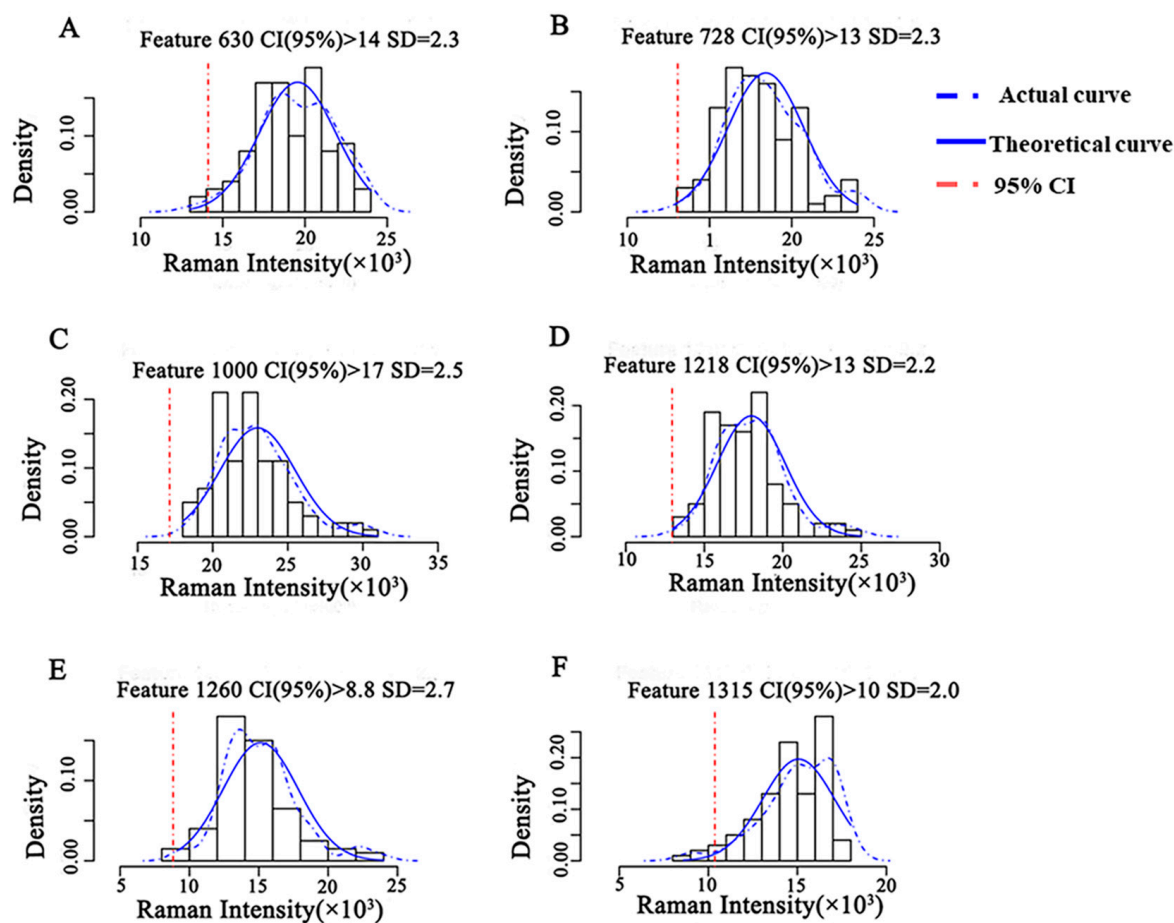 A
Feature 630 CI(95%)>14 SD=2.3
Density
0.00 0.10
10 15 20 25
Raman Intensity(×10³)
B
Feature 728 CI(95%)>13 SD=2.3
Density
0.00 0.10
10 1 20 25
Raman Intensity(×10³)
Actual curve
Theoretical curve
95% CI
C
Feature 1000 CI(95%)>17 SD=2.5
Density
0.00 0.10 0.20
15 20 25 30 35
Raman Intensity(×10³)
D
Feature 1218 CI(95%)>13 SD=2.2
Density
0.00 0.10 0.20
10 15 20 25 30
Raman Intensity(×10³)
E
Feature 1260 CI(95%)>8.8 SD=2.7
Density
0.00 0.10
5 10 15 20 25
Raman Intensity(×10³)
F
Feature 1315 CI(95%)>10 SD=2.0
Density
0.00 0.10 0.20
5 10 15 20
Raman Intensity(×10³)